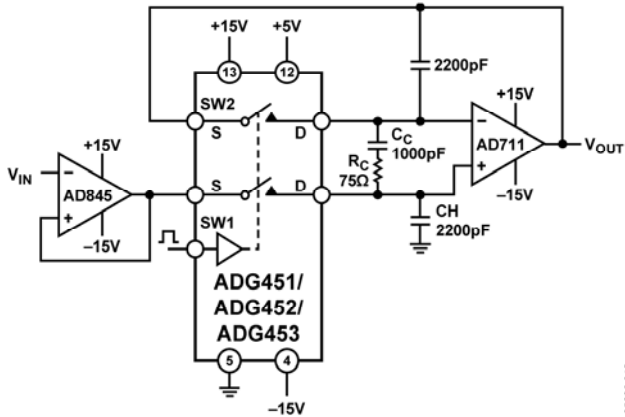 +15V
+5V
13
12
2200pF
SW2
S
D
+15V
−
AD711
+
−15V
VOUT
CC
1000pF
RC
75Ω
+15V
VIN
−
AD845
+
−15V
S
D
SW1
CH
2200pF
ADG451/
ADG452/
ADG453
5
4
−15V